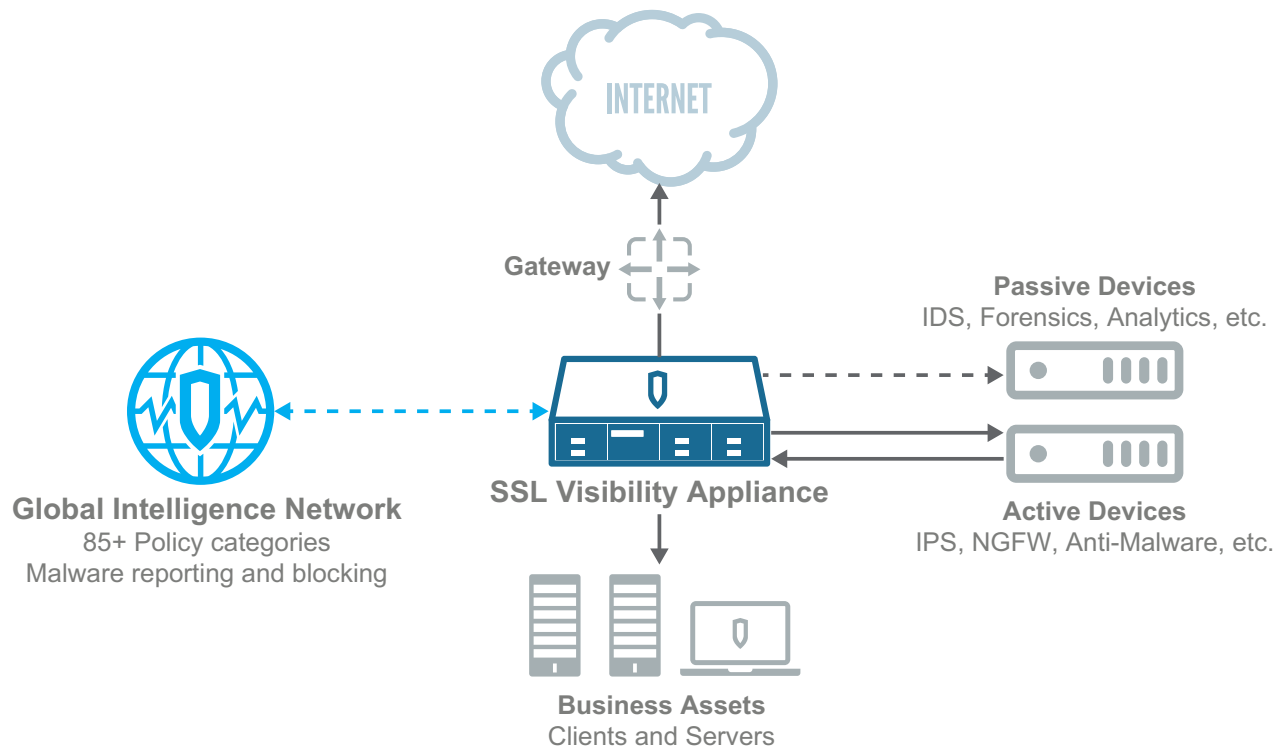 INTERNET
Gateway
Passive Devices
IDS, Forensics, Analytics, etc.
SSL Visibility Appliance
Global Intelligence Network
85+ Policy categories
Malware reporting and blocking
Active Devices
IPS, NGFW, Anti-Malware, etc.
Business Assets
Clients and Servers